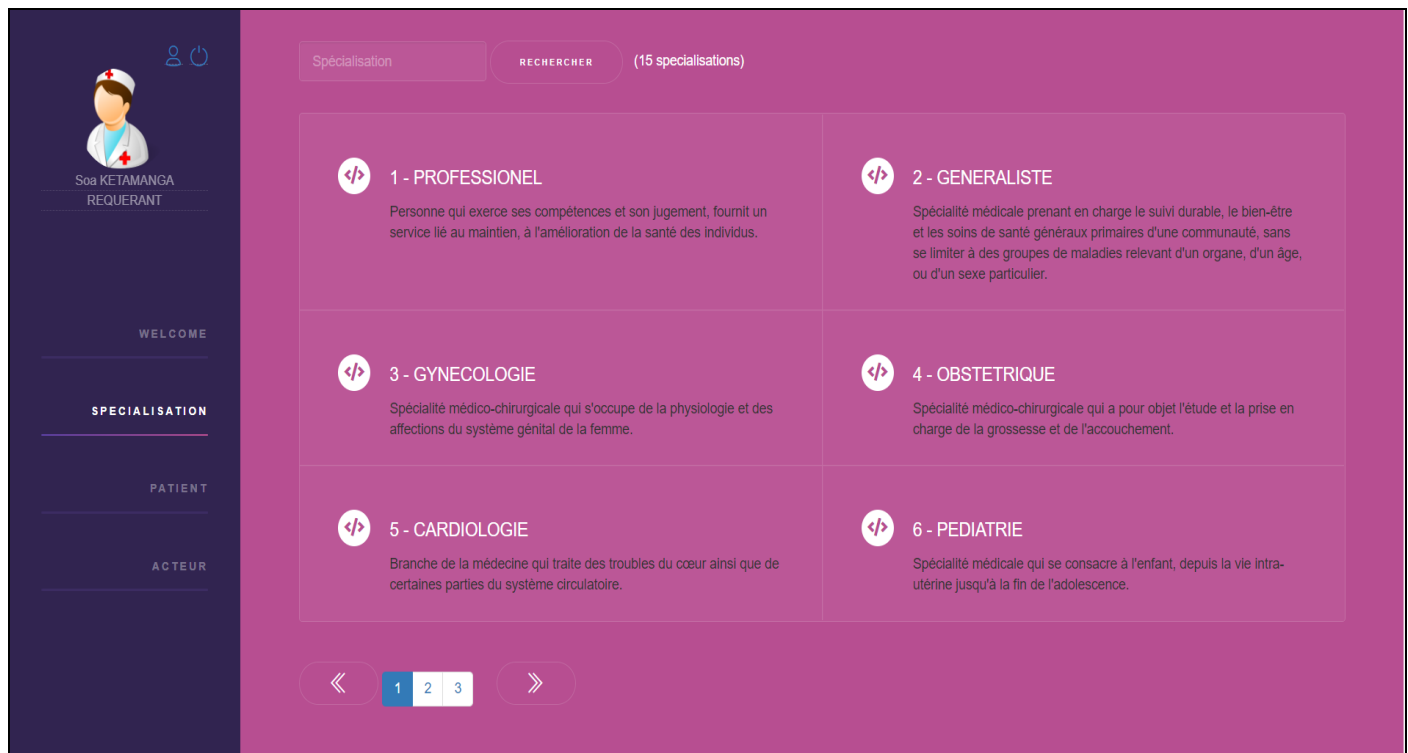 Soa KETAMANGA
REQUERANT
WELCOME
SPECIALISATION
PATIENT
ACTEUR
Spécialisation
RECHERCHER
(15 specialisations)
1 - PROFESSIONEL
Personne qui exerce ses compétences et son jugement, fournit un
service lié au maintien, à l'amélioration de la santé des individus.
2 - GENERALISTE
Spécialité médicale prenant en charge le suivi durable, le bien-être
et les soins de santé généraux primaires d'une communauté, sans
se limiter à des groupes de maladies relevant d'un organe, d'un âge,
ou d'un sexe particulier.
3 - GYNECOLOGIE
Spécialité médico-chirurgicale qui s'occupe de la physiologie et des
affections du système génital de la femme.
4 - OBSTETRIQUE
Spécialité médico-chirurgicale qui a pour objet l'étude et la prise en
charge de la grossesse et de l'accouchement.
5 - CARDIOLOGIE
Branche de la médecine qui traite des troubles du cœur ainsi que de
certaines parties du système circulatoire.
6 - PEDIATRIE
Spécialité médicale qui se consacre à l'enfant, depuis la vie intra-
utérine jusqu'à la fin de l'adolescence.
1 2 3